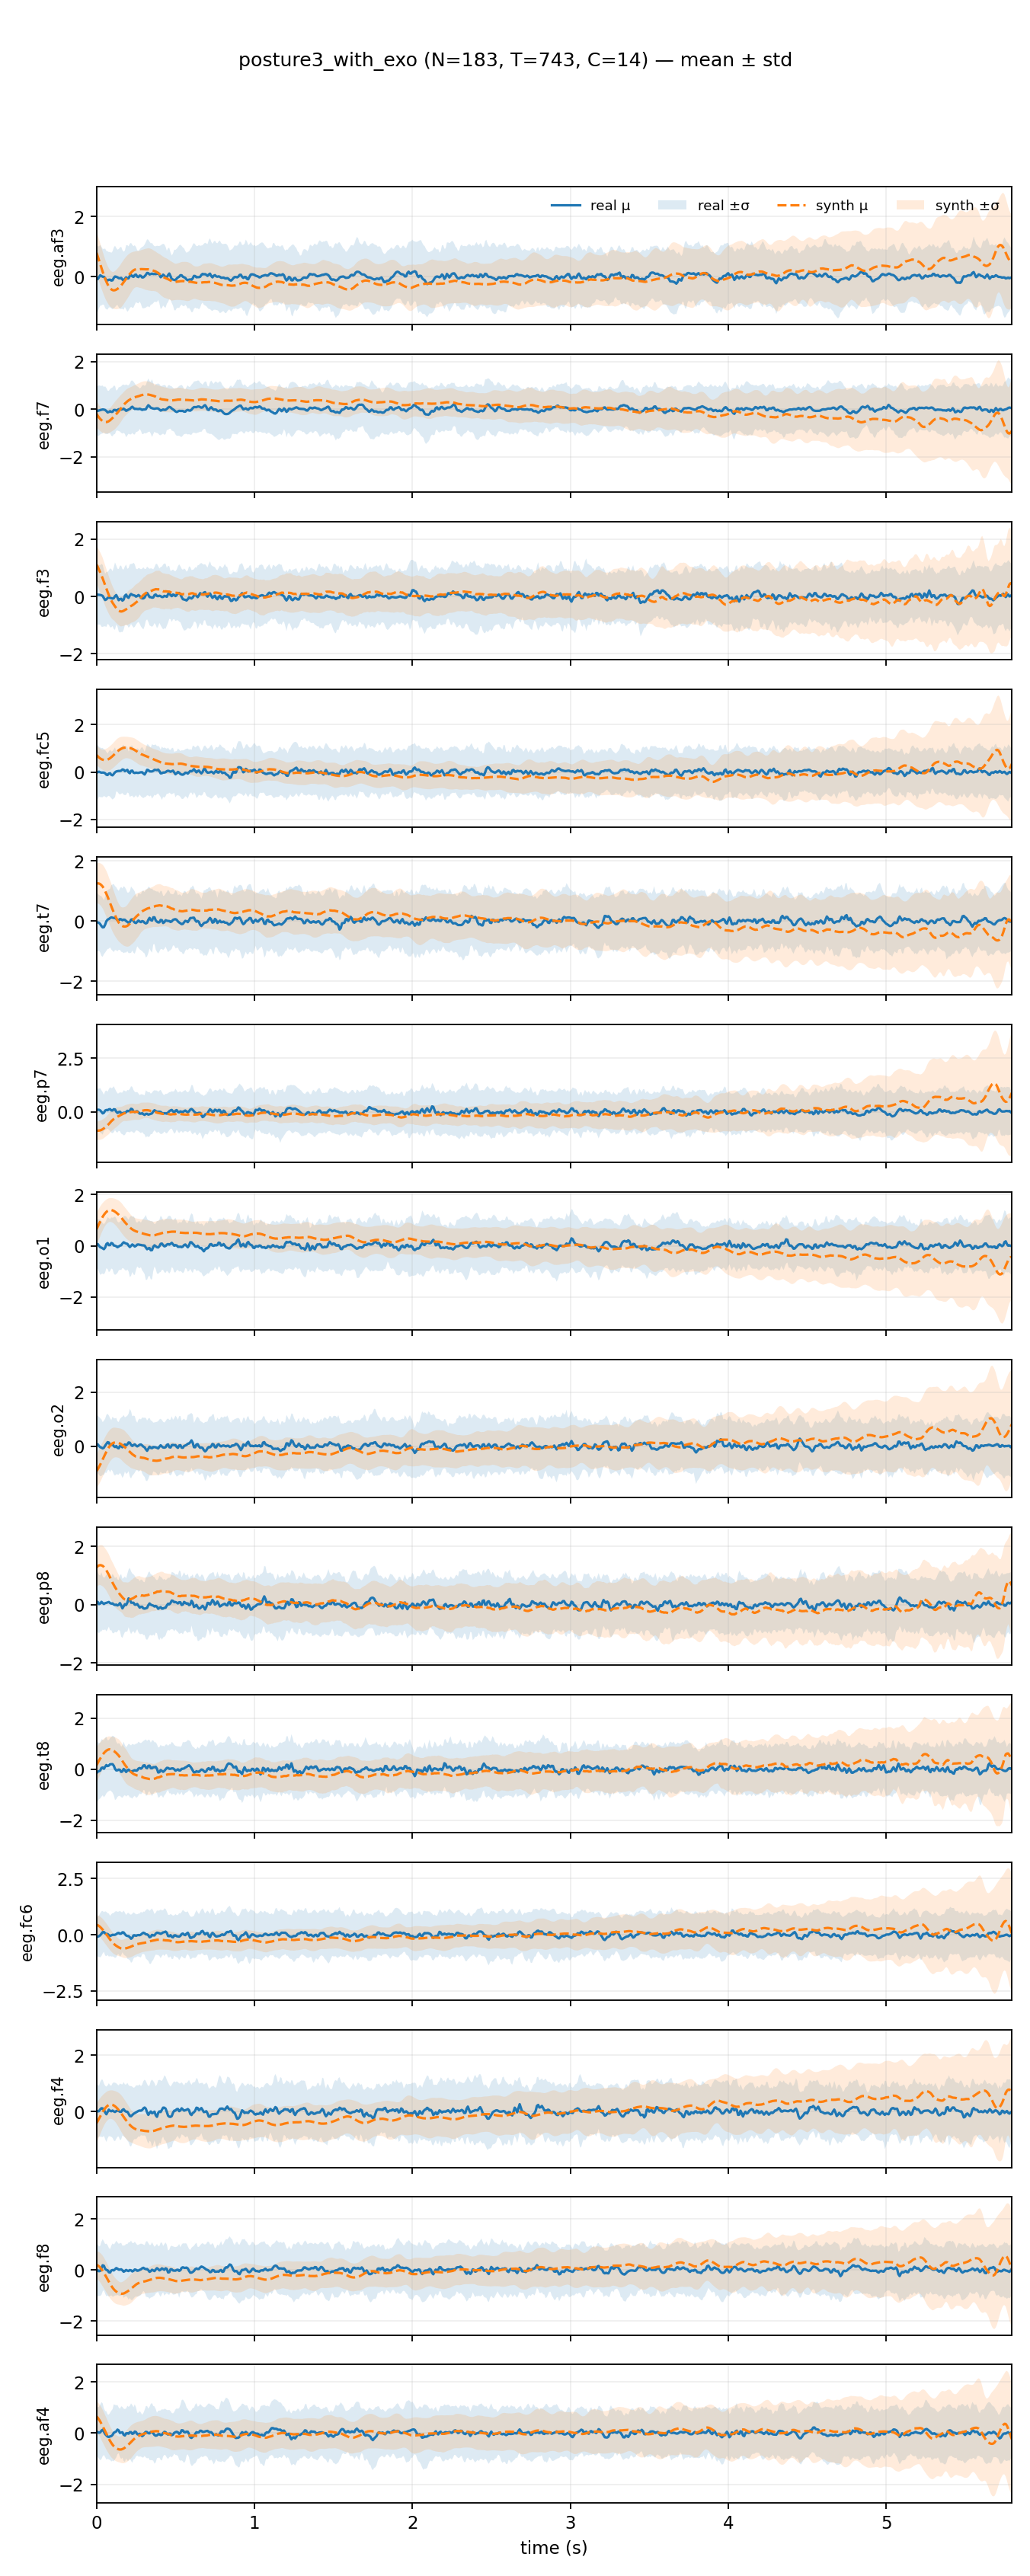 posture3_with_exo (N=183, T=743, C=14) — mean ± std
real μ real ±σ synth μ synth ±σ
eeg.af3
2
0
eeg.f7
2
0
−2
eeg.f3
2
0
−2
eeg.fc5
2
0
−2
eeg.t7
2
0
−2
eeg.p7
2.5
0.0
eeg.o1
2
0
−2
eeg.o2
2
0
eeg.p8
2
0
−2
eeg.t8
2
0
−2
eeg.fc6
2.5
0.0
−2.5
eeg.f4
2
0
eeg.f8
2
0
−2
eeg.af4
2
0
−2
0 1 2 3 4 5
time (s)